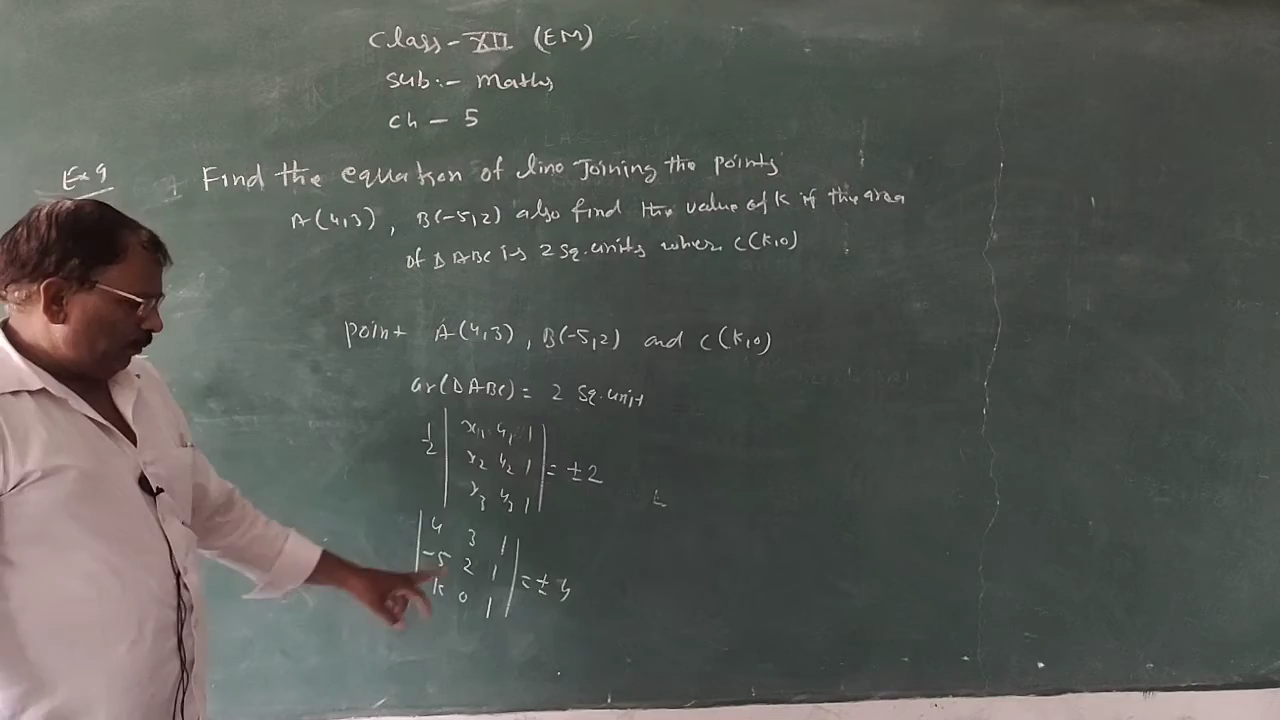 Class - XII (EM)
Sub:- Maths
Ch - 5
Ex 9
Find the equation of line Joining the points
A(4,3), B(-5,2) also find the value of K if the area
of Δ ABC is 2 Sq. units where C(K,0)
Point A(4,3), B(-5,2) and C(K,0)
ar(ΔABC) = 2 Sq. unit
1/2 | x1 y1 1 |
| x2 y2 1 | = ±2
| x3 y3 1 |
| 4 3 1 |
| -5 2 1 | = ±
| K 0 1 |